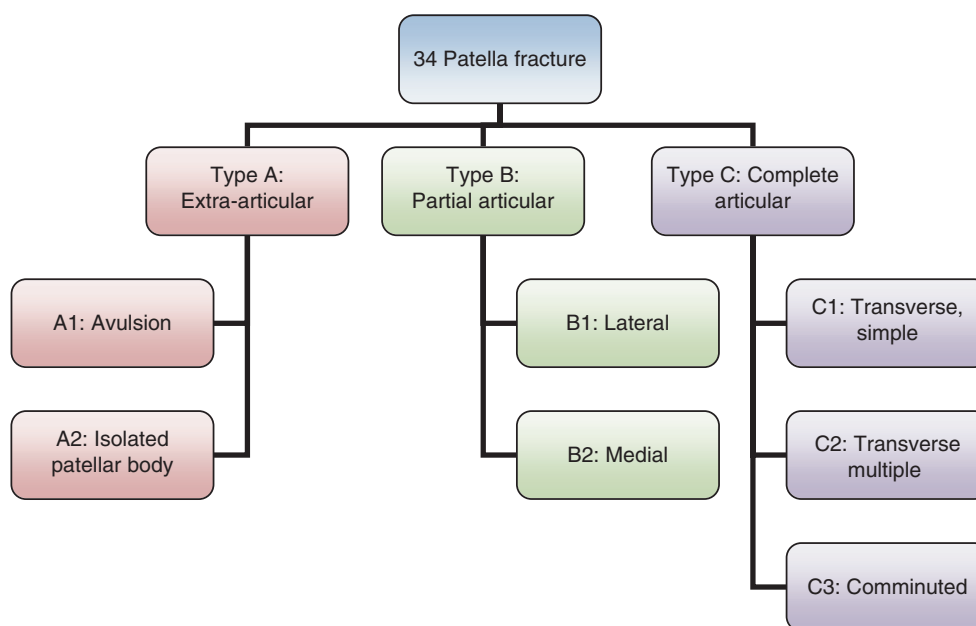 34 Patella fracture
Type A:
Extra-articular
Type B:
Partial articular
Type C: Complete
articular
A1: Avulsion
B1: Lateral
C1: Transverse,
simple
A2: Isolated
patellar body
B2: Medial
C2: Transverse
multiple
C3: Comminuted